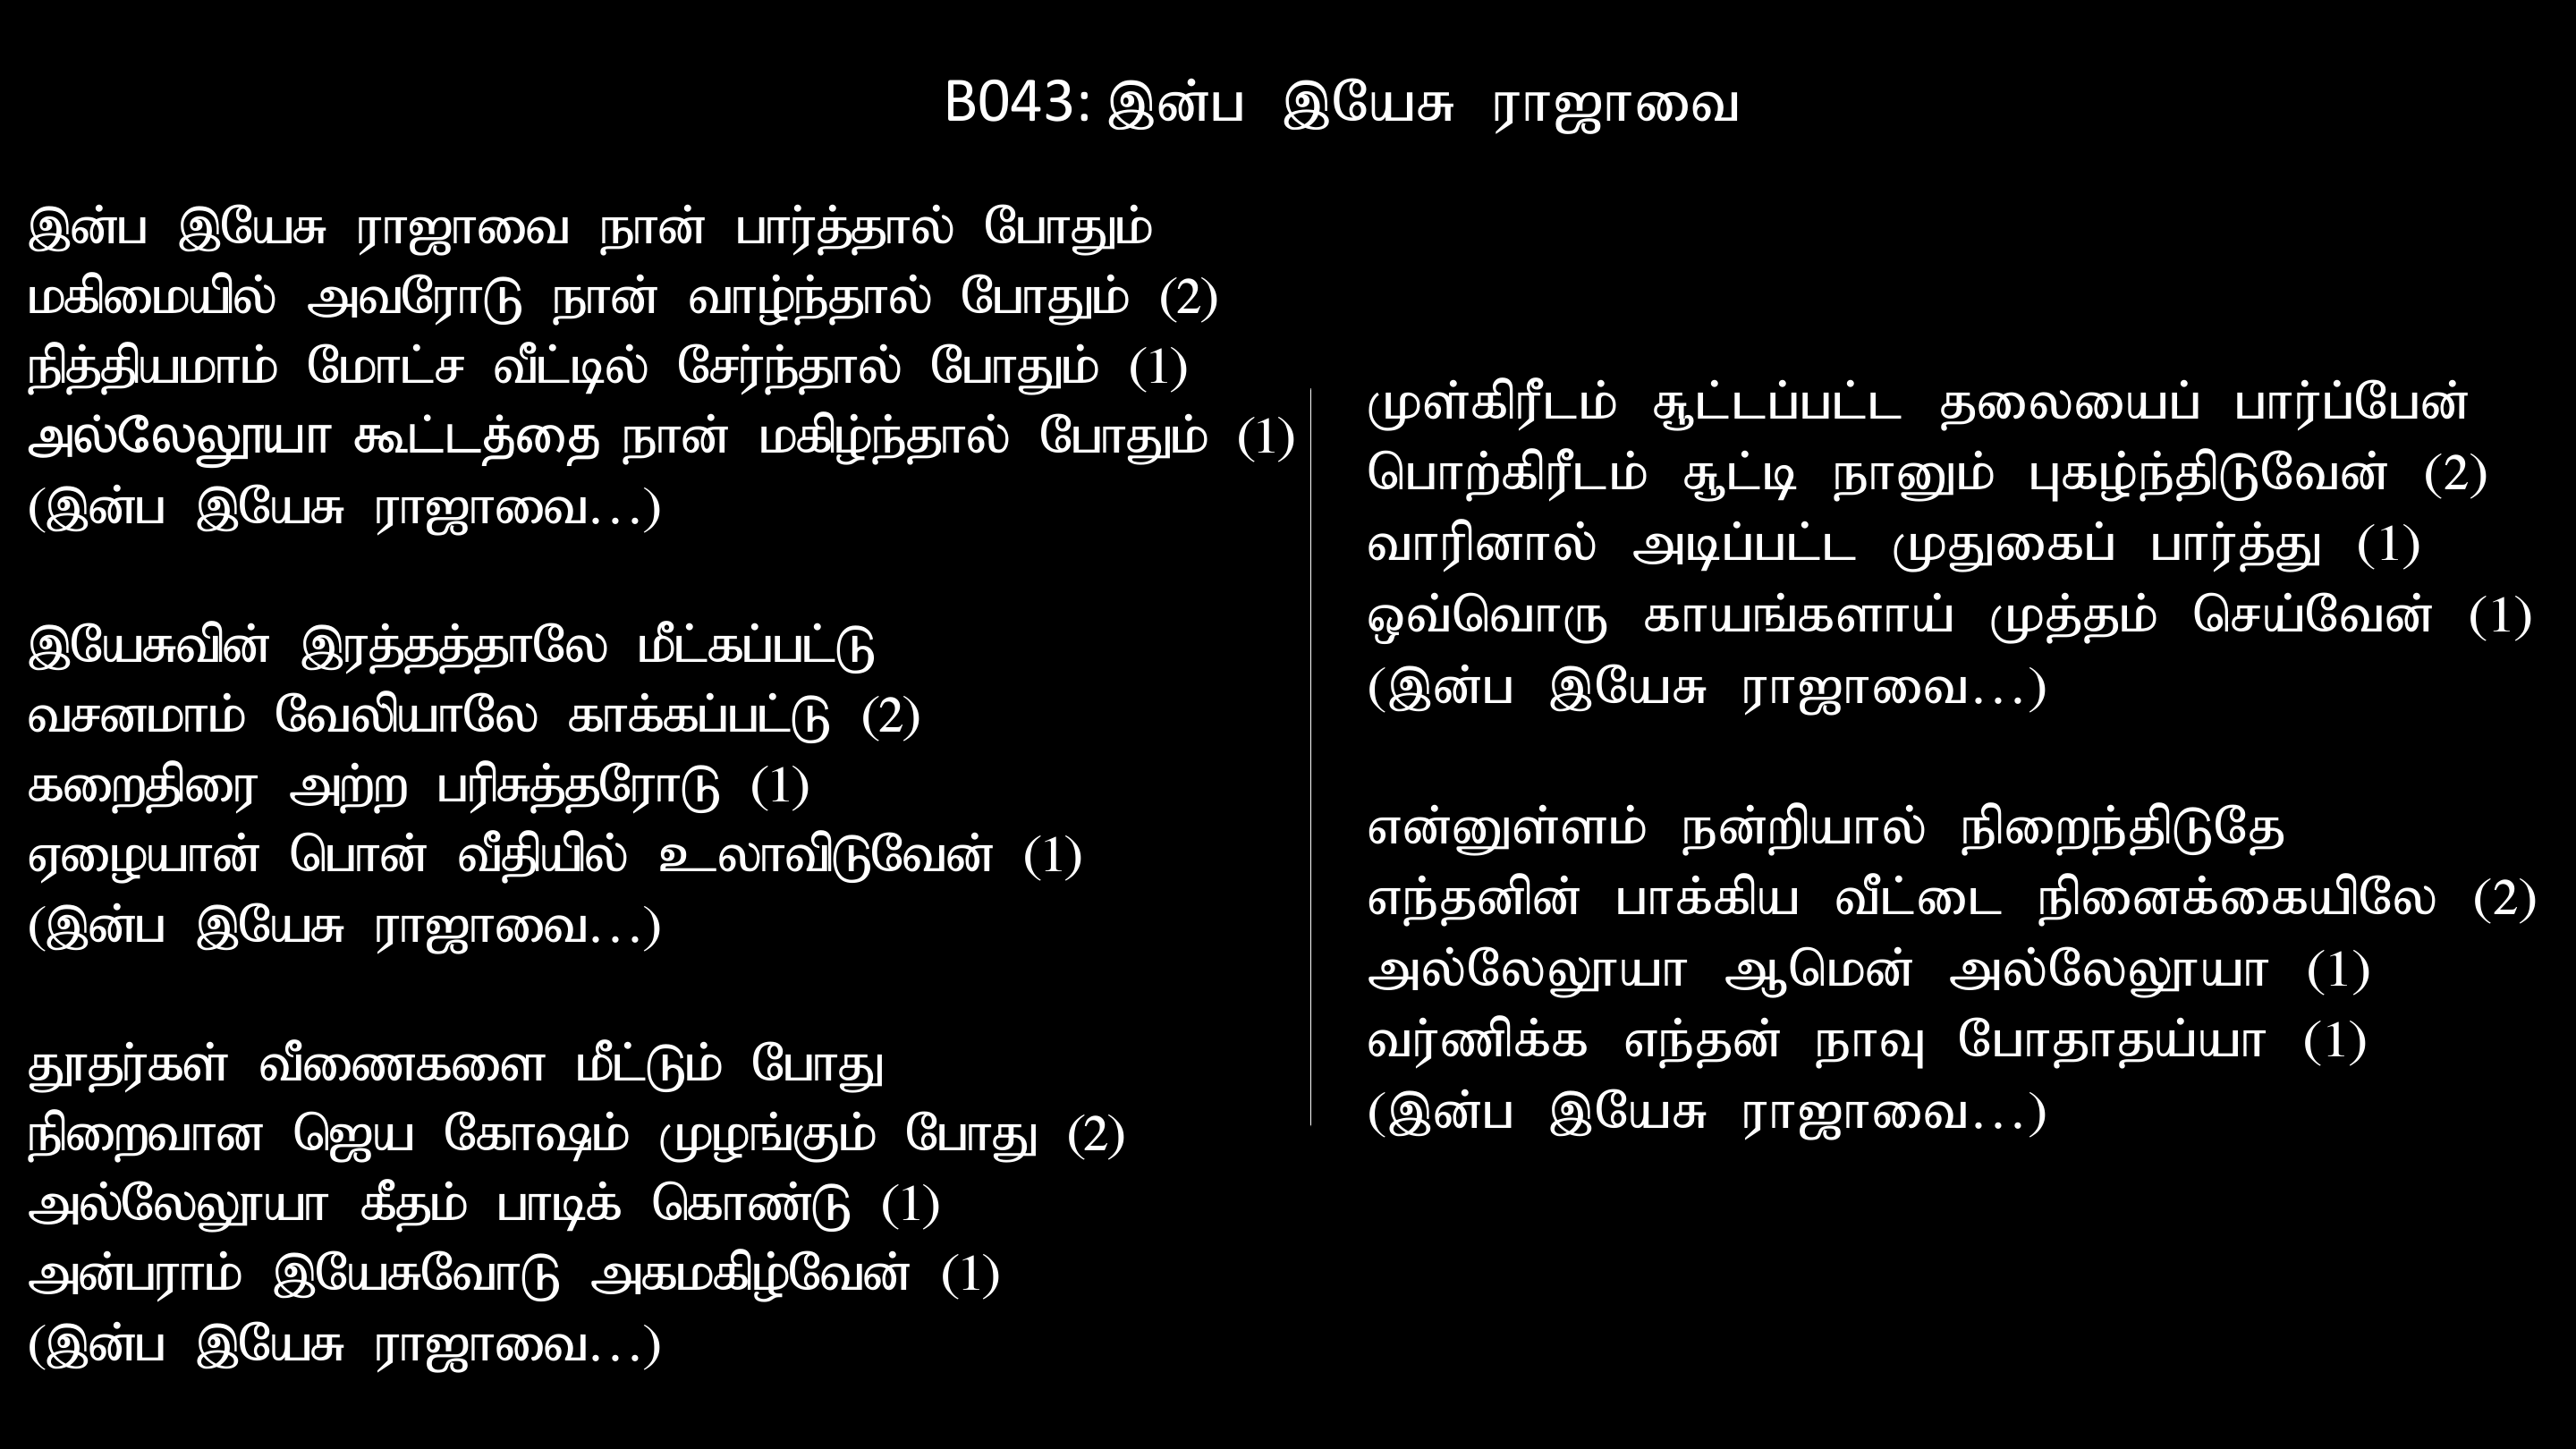 B043: இன்ப இயேசு ராஜாவை
இன்ப இயேசு ராஜாவை நான் பார்த்தால் போதும்
மகிமையில் அவரோடு நான் வாழ்ந்தால் போதும் (2)
நித்தியமாம் மோட்ச வீட்டில் சேர்ந்தால் போதும் (1)
அல்லேலூயா கூட்டத்தை நான் மகிழ்ந்தால் போதும் (1)
(இன்ப இயேசு ராஜாவை...)
இயேசுவின் இரத்தத்தாலே மீட்கப்பட்டு
வசனமாம் வேலியாலே காக்கப்பட்டு (2)
கறைதிரை அற்ற பரிசுத்தரோடு (1)
ஏழையான் பொன் வீதியில் உலாவிடுவேன் (1)
(இன்ப இயேசு ராஜாவை...)
தூதர்கள் வீணைகளை மீட்டும் போது
நிறைவான ஜெய கோஷம் முழங்கும் போது (2)
அல்லேலூயா கீதம் பாடிக் கொண்டு (1)
அன்பராம் இயேசுவோடு அகமகிழ்வேன் (1)
(இன்ப இயேசு ராஜாவை...)
முள்கிரீடம் சூட்டப்பட்ட தலையைப் பார்ப்பேன்
பொற்கிரீடம் சூட்டி நானும் புகழ்ந்திடுவேன் (2)
வாரினால் அடிப்பட்ட முதுகைப் பார்த்து (1)
ஒவ்வொரு காயங்களாய் முத்தம் செய்வேன் (1)
(இன்ப இயேசு ராஜாவை...)
என்னுள்ளம் நன்றியால் நிறைந்திடுதே
எந்தனின் பாக்கிய வீட்டை நினைக்கையிலே (2)
அல்லேலூயா ஆமென் அல்லேலூயா (1)
வர்ணிக்க எந்தன் நாவு போதாதய்யா (1)
(இன்ப இயேசு ராஜாவை...)